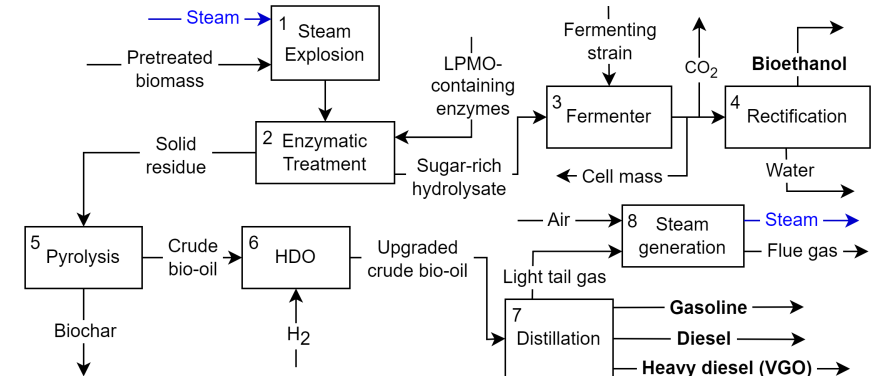 Steam
1
Steam
Explosion
Pretreated
biomass
LPMO-
containing
enzymes
Fermenting
strain
CO2
Bioethanol
3
Fermenter
4
Rectification
2 Enzymatic
Treatment
Solid
residue
Sugar-rich
hydrolysate
Cell mass
Water
5
Pyrolysis
Crude
bio-oil
6
HDO
Upgraded
crude bio-oil
Air
8
Steam
generation
Steam
Flue gas
Light tail gas
Biochar
H2
7
Distillation
Gasoline
Diesel
Heavy diesel (VGO)